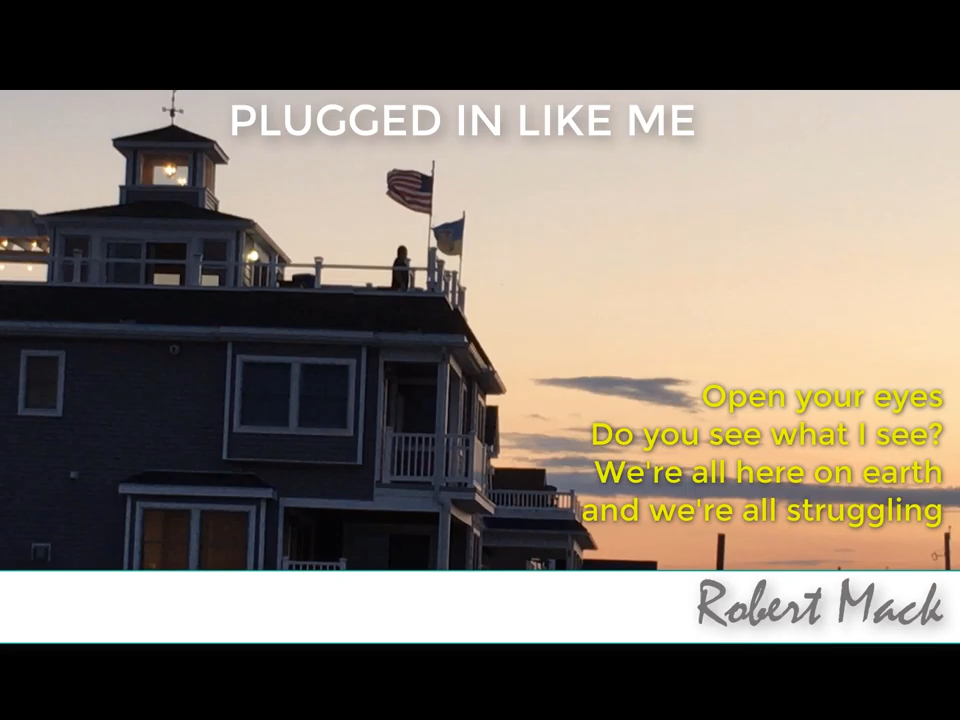 PLUGGED IN LIKE ME
Open your eyes
Do you see what I see?
We're all here on earth
and we're all struggling
Robert Mack